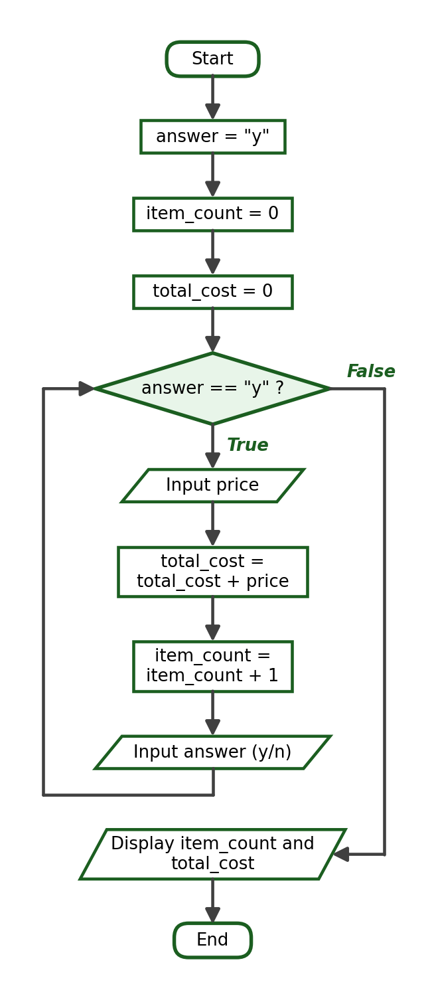 Start
answer = "y"
item_count = 0
total_cost = 0
answer == "y" ?
False
True
Input price
total_cost =
total_cost + price
item_count =
item_count + 1
Input answer (y/n)
Display item_count and
total_cost
End